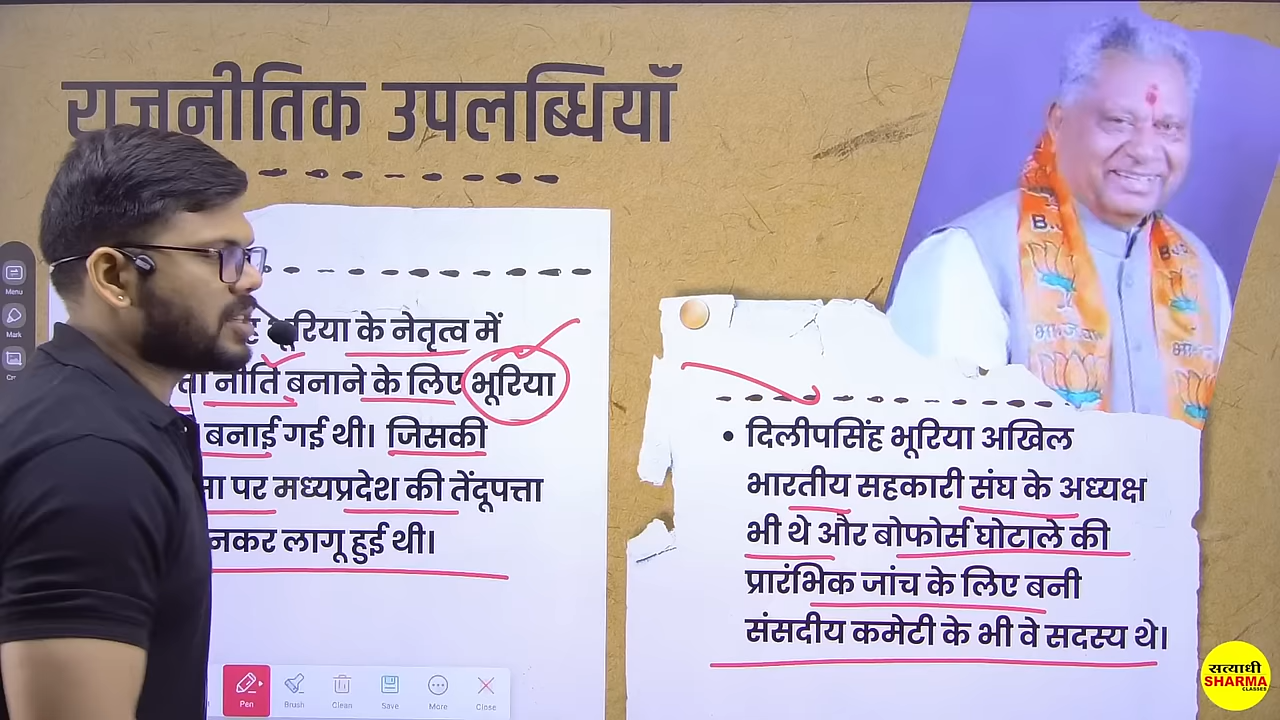 राजनीतिक उपलब्धियाँ
भूरिया के नेतृत्व में
नीति बनाने के लिए भूरिया
बनाई गई थी। जिसकी
पर मध्यप्रदेश की तेंदूपत्ता
लागू हुई थी।
• दिलीपसिंह भूरिया अखिल
भारतीय सहकारी संघ के अध्यक्ष
भी थे और बोफोर्स घोटाले की
प्रारंभिक जांच के लिए बनी
संसदीय कमेटी के भी वे सदस्य थे।
Menu
Mark
Pen
Brush
Clean
Save
More
Close
सत्याधी
SHARMA
CLASSES